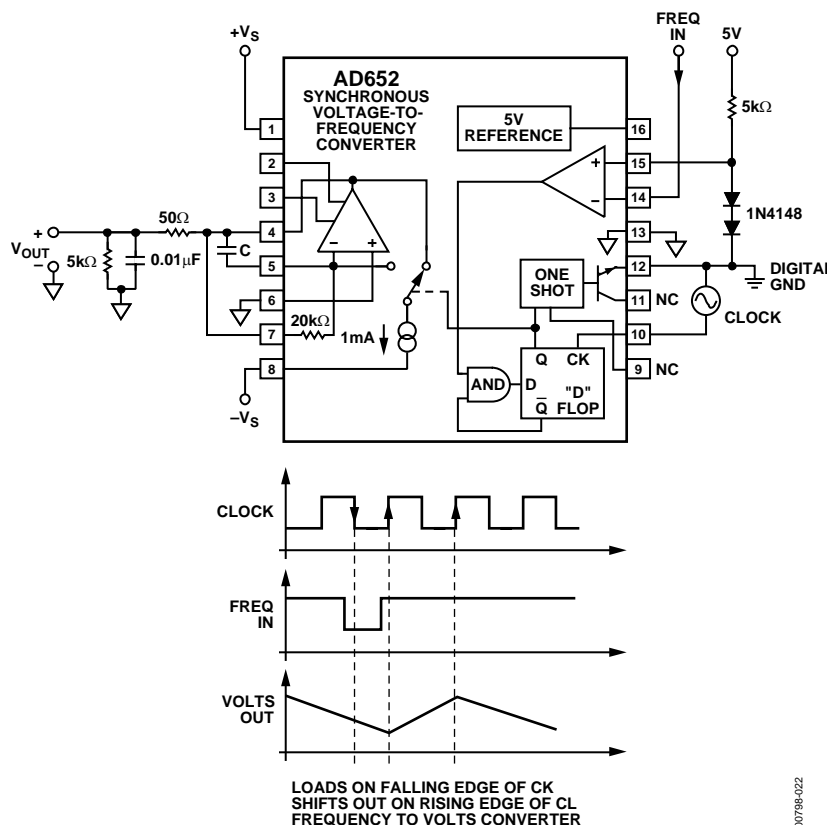 +VS
FREQ
IN
5V
AD652
SYNCHRONOUS
VOLTAGE-TO-
FREQUENCY
CONVERTER
5V
REFERENCE
5kΩ
1
2
3
4
5
6
7
8
16
15
14
13
12
11
10
9
+
–
1N4148
50Ω
+
VOUT
–
5kΩ
0.01µF
C
–
+
20kΩ
1mA
ONE
SHOT
DIGITAL
GND
NC
CLOCK
NC
Q
CK
AND
D
"D"
Q
FLOP
–VS
CLOCK
FREQ
IN
VOLTS
OUT
LOADS ON FALLING EDGE OF CK
SHIFTS OUT ON RISING EDGE OF CL
FREQUENCY TO VOLTS CONVERTER
00798-022